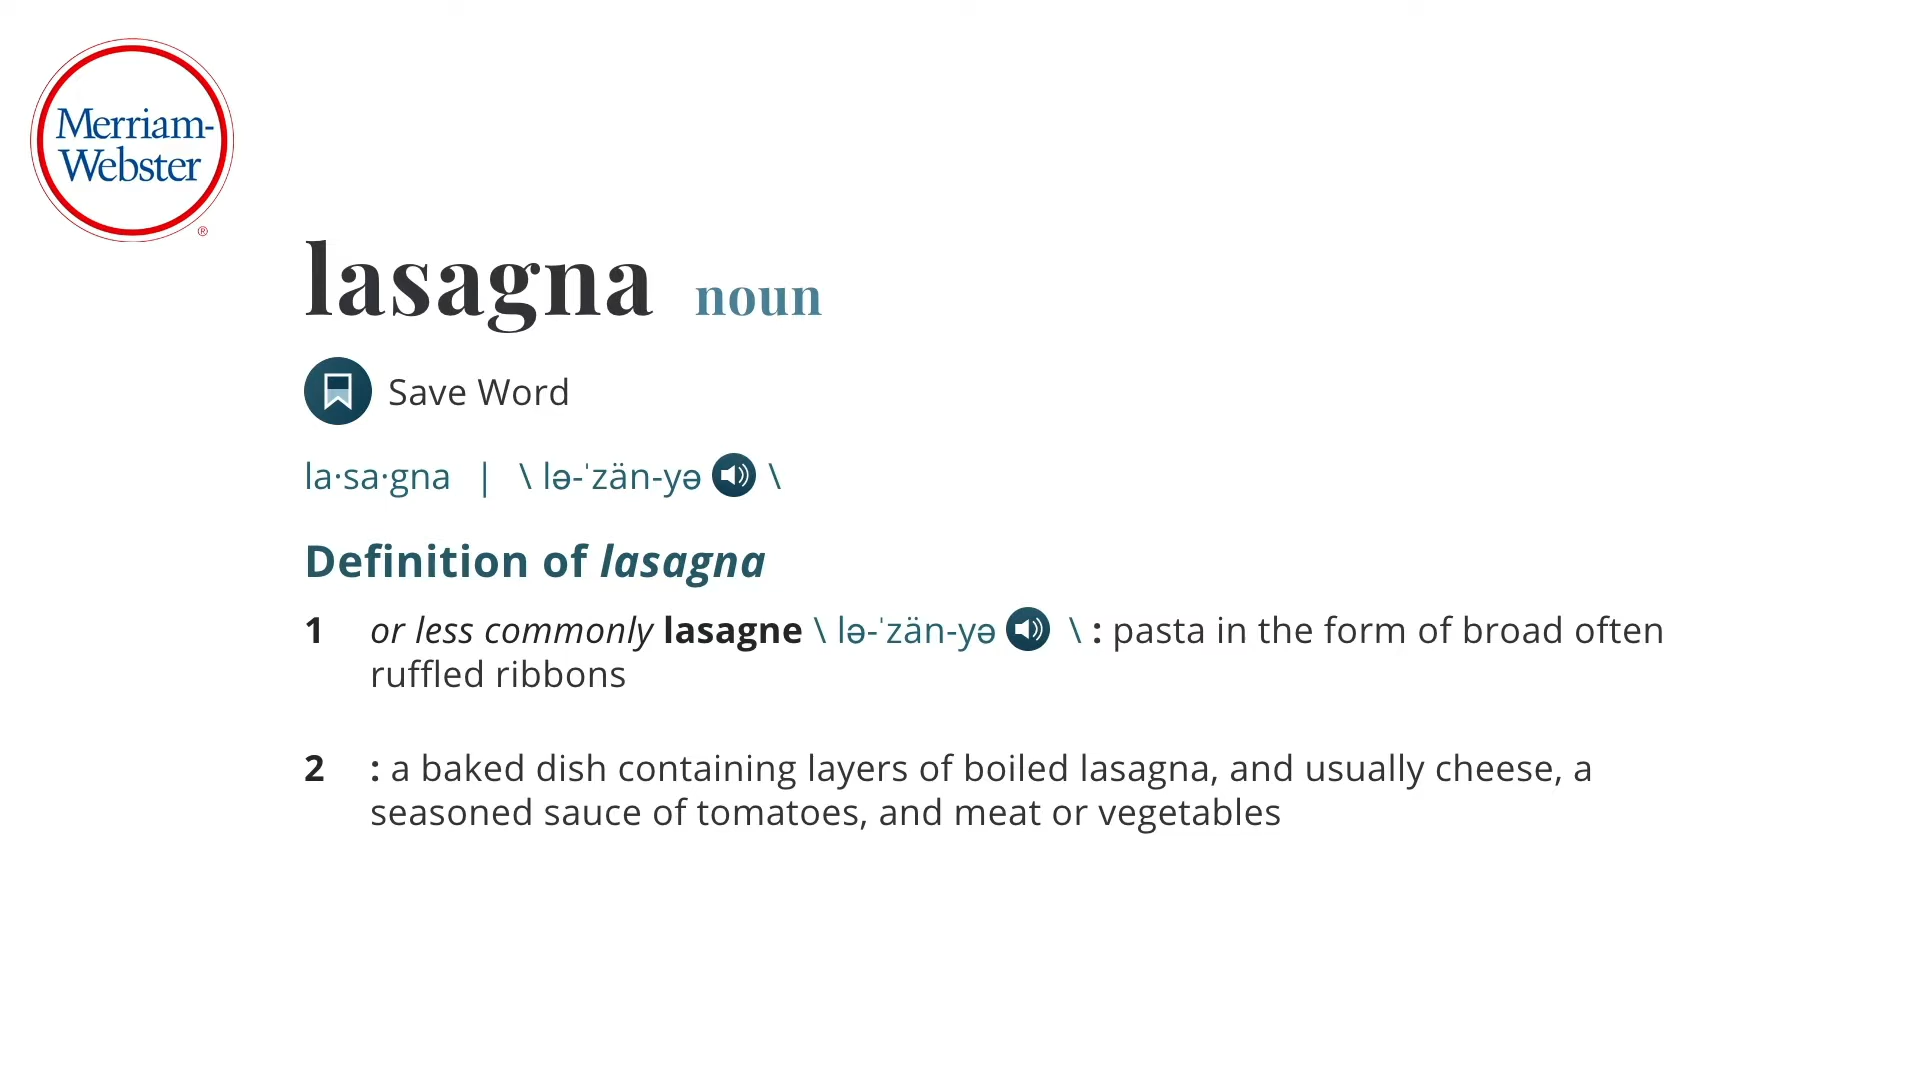 Merriam-
Webster
®
lasagna noun
Save Word
la·sa·gna | \ lə-ˈzän-yə \
Definition of lasagna
1 or less commonly lasagne \ lə-ˈzän-yə \ : pasta in the form of broad often
ruffled ribbons
2 : a baked dish containing layers of boiled lasagna, and usually cheese, a
seasoned sauce of tomatoes, and meat or vegetables